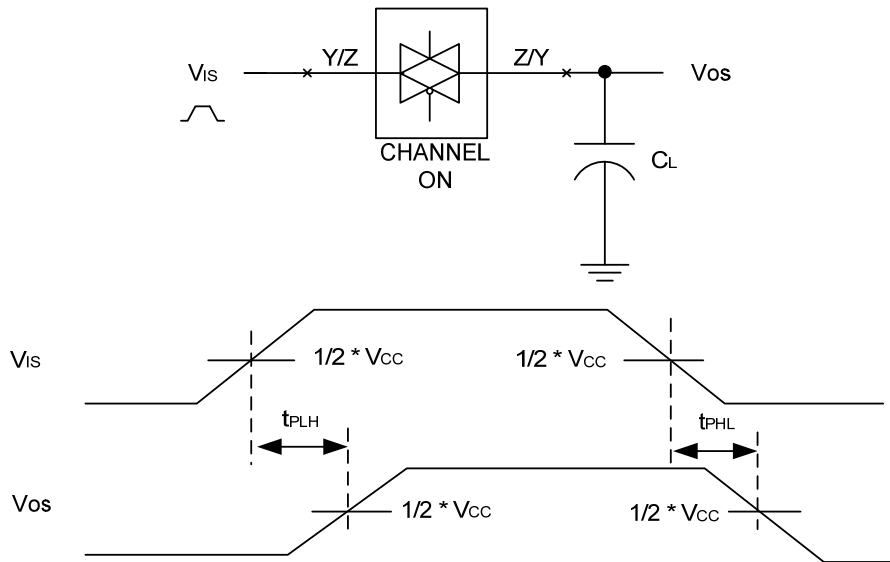 Y/Z
Z/Y
VIS
Vos
CHANNEL
ON
CL
VIS
1/2 * VCC
1/2 * VCC
tPLH
tPHL
Vos
1/2 * VCC
1/2 * VCC